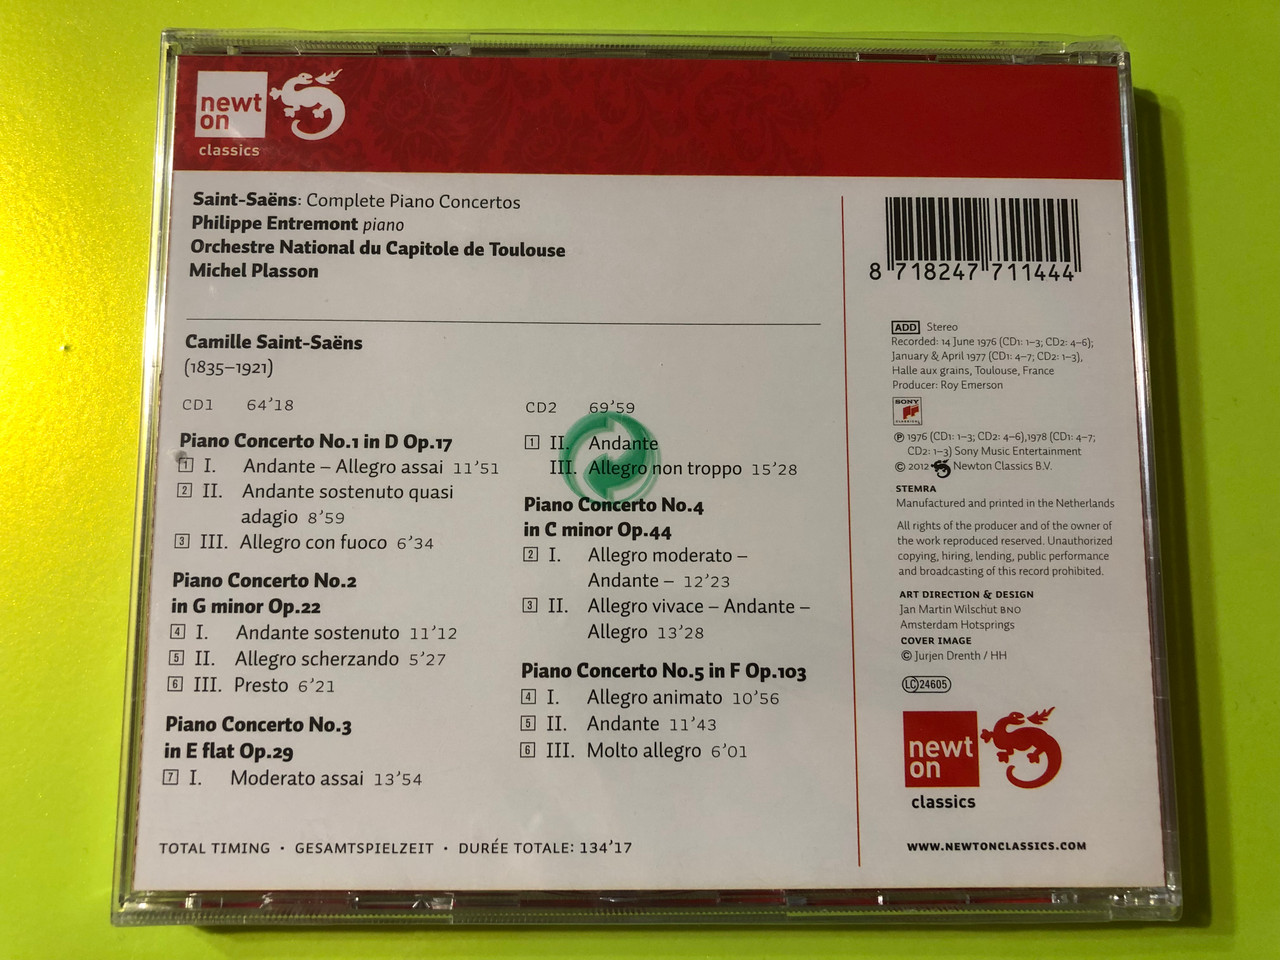 newt
on
classics
Saint-Saëns: Complete Piano Concertos
Philippe Entremont piano
Orchestre National du Capitole de Toulouse
Michel Plasson
Camille Saint-Saëns
(1835–1921)
CD1 64'18
Piano Concerto No.1 in D Op.17
1 I. Andante – Allegro assai 11'51
2 II. Andante sostenuto quasi
adagio 8'59
3 III. Allegro con fuoco 6'34
Piano Concerto No.2
in G minor Op.22
4 I. Andante sostenuto 11'12
5 II. Allegro scherzando 5'27
6 III. Presto 6'21
Piano Concerto No.3
in E flat Op.29
7 I. Moderato assai 13'54
CD2 69'59
1 II. Andante
III. Allegro non troppo 15'28
Piano Concerto No.4
in C minor Op.44
2 I. Allegro moderato –
Andante – 12'23
3 II. Allegro vivace – Andante –
Allegro 13'28
Piano Concerto No.5 in F Op.103
4 I. Allegro animato 10'56
5 II. Andante 11'43
6 III. Molto allegro 6'01
TOTAL TIMING • GESAMTSPIELZEIT • DURÉE TOTALE: 134'17
8 718247 711444
ADD Stereo
Recorded: 14 June 1976 (CD1: 1–3; CD2: 4–6);
January & April 1977 (CD1: 4–7; CD2: 1–3),
Halle aux grains, Toulouse, France
Producer: Roy Emerson
SONY
CLASSICAL
℗ 1976 (CD1: 1–3; CD2: 4–6),1978 (CD1: 4–7;
CD2: 1–3) Sony Music Entertainment
© 2012 Newton Classics B.V.
STEMRA
Manufactured and printed in the Netherlands
All rights of the producer and of the owner of
the work reproduced reserved. Unauthorized
copying, hiring, lending, public performance
and broadcasting of this record prohibited.
ART DIRECTION & DESIGN
Jan Martin Wilschut BNO
Amsterdam Hotsprings
COVER IMAGE
© Jurjen Drenth / HH
LC 24605
newt
on
classics
WWW.NEWTONCLASSICS.COM